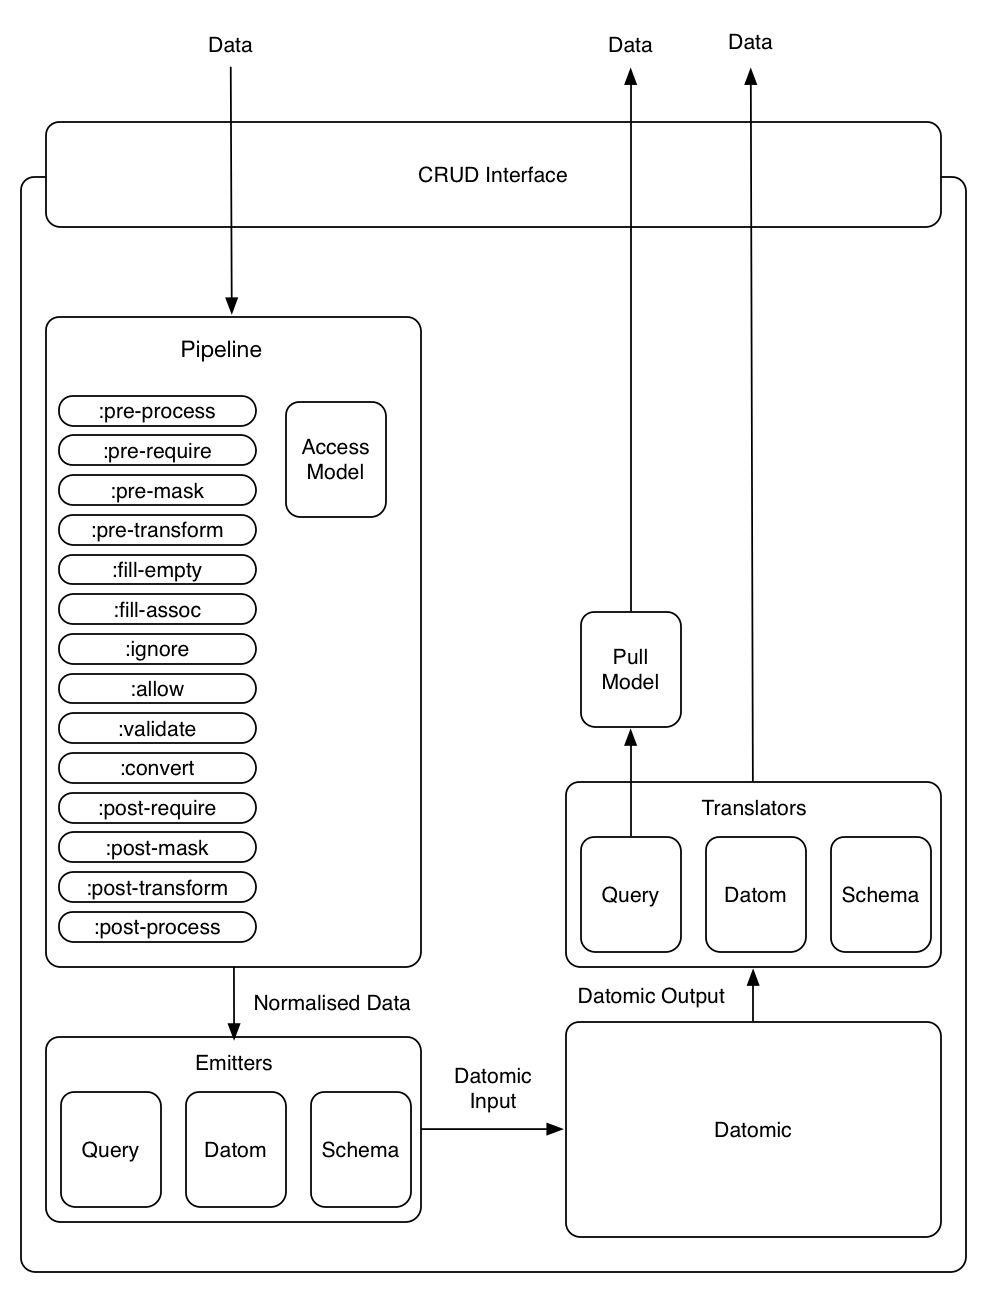 Data
Data
Data
CRUD Interface
Pipeline
:pre-process
:pre-require
:pre-mask
:pre-transform
:fill-empty
:fill-assoc
:ignore
:allow
:validate
:convert
:post-require
:post-mask
:post-transform
:post-process
Access
Model
Normalised Data
Emitters
Query
Datom
Schema
Datomic
Input
Datomic
Datomic Output
Translators
Query
Datom
Schema
Pull
Model